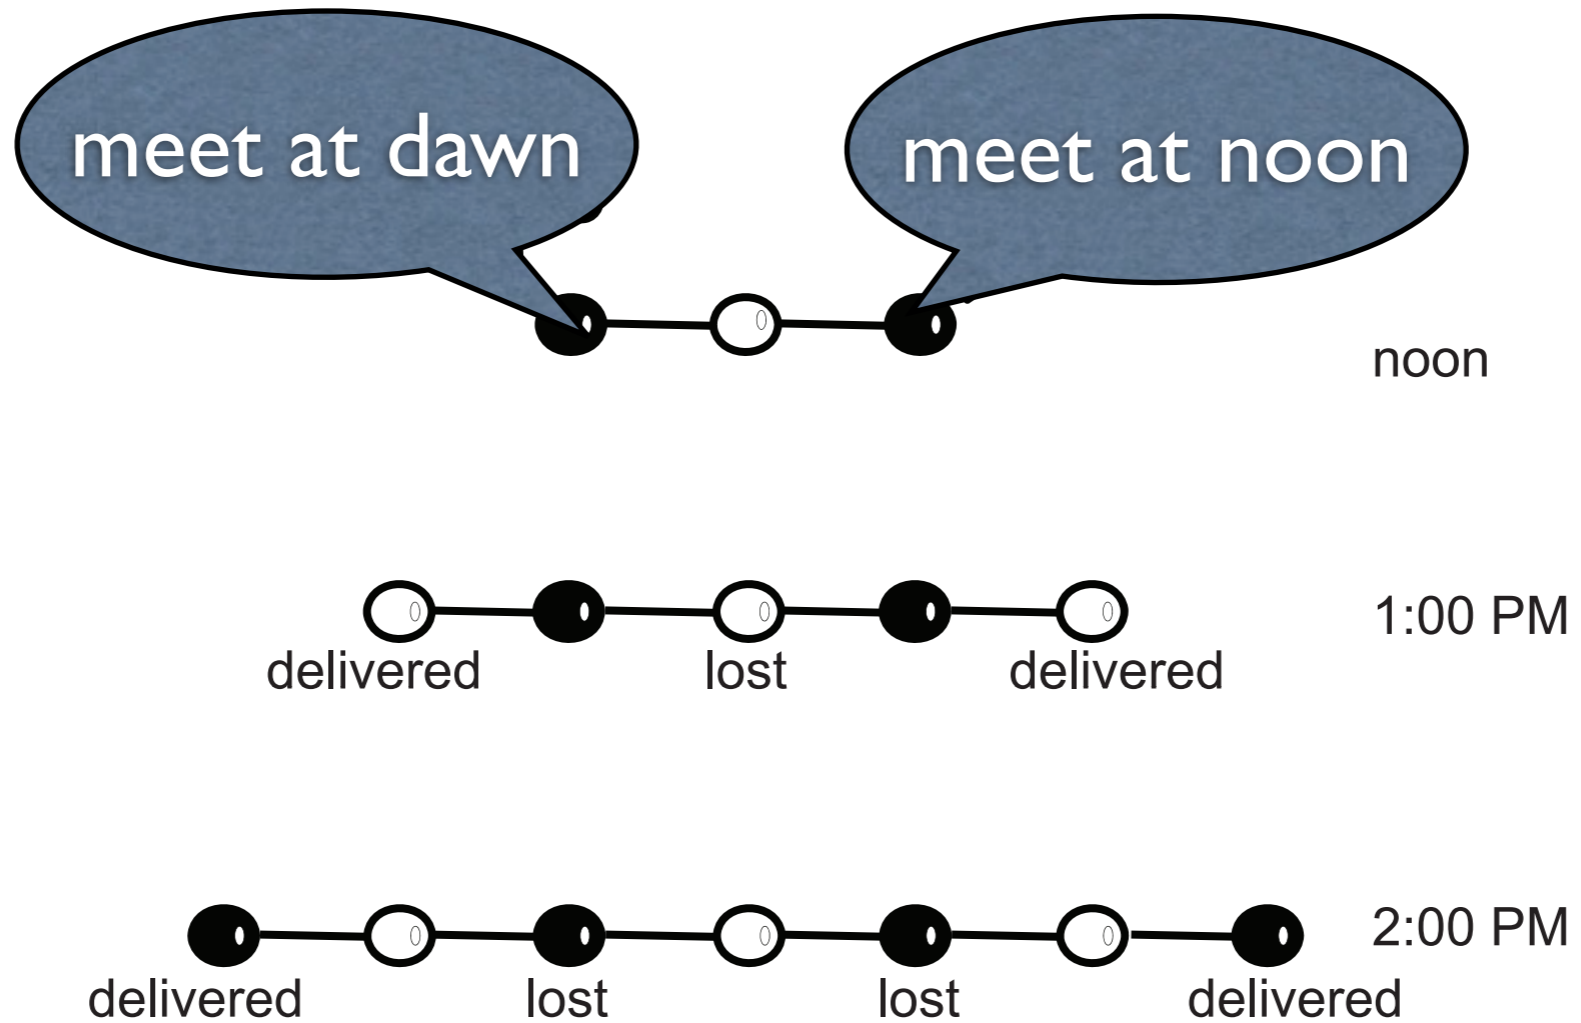 meet at dawn
meet at noon
noon
1:00 PM
delivered lost delivered
2:00 PM
delivered lost lost delivered